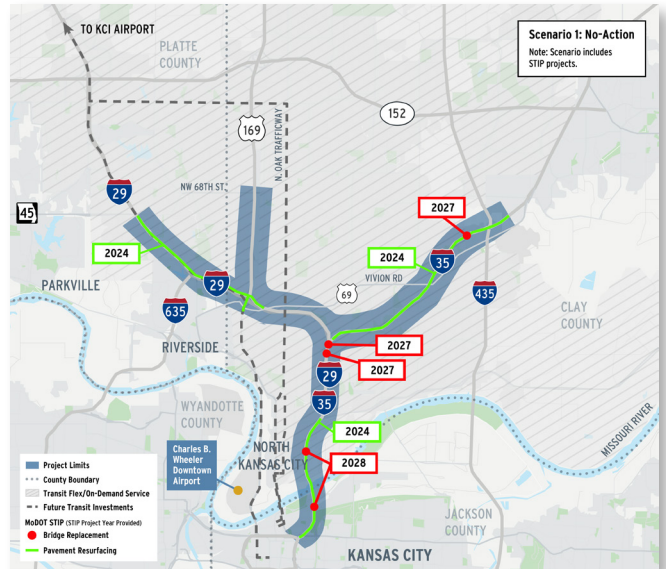 TO KCI AIRPORT
PLATTE
COUNTY
Scenario 1: No-Action
Note: Scenario includes
STIP projects.
152
169
N. OAK TRAFFICWAY
NW 68TH ST.
29
45
2027
2024
2024
35
VIVION RD
29
69
435
PARKVILLE
635
CLAY
COUNTY
RIVERSIDE
2027
2027
29
35
WYANDOTTE
COUNTY
2024
MISSOURI RIVER
NORTH
KANSAS CITY
Charles B.
Wheeler
Downtown
Airport
2028
JACKSON
COUNTY
KANSAS CITY
Project Limits
County Boundary
Transit Flex/On-Demand Service
Future Transit Investments
MoDOT STIP (STIP Project Year Provided)
Bridge Replacement
Pavement Resurfacing